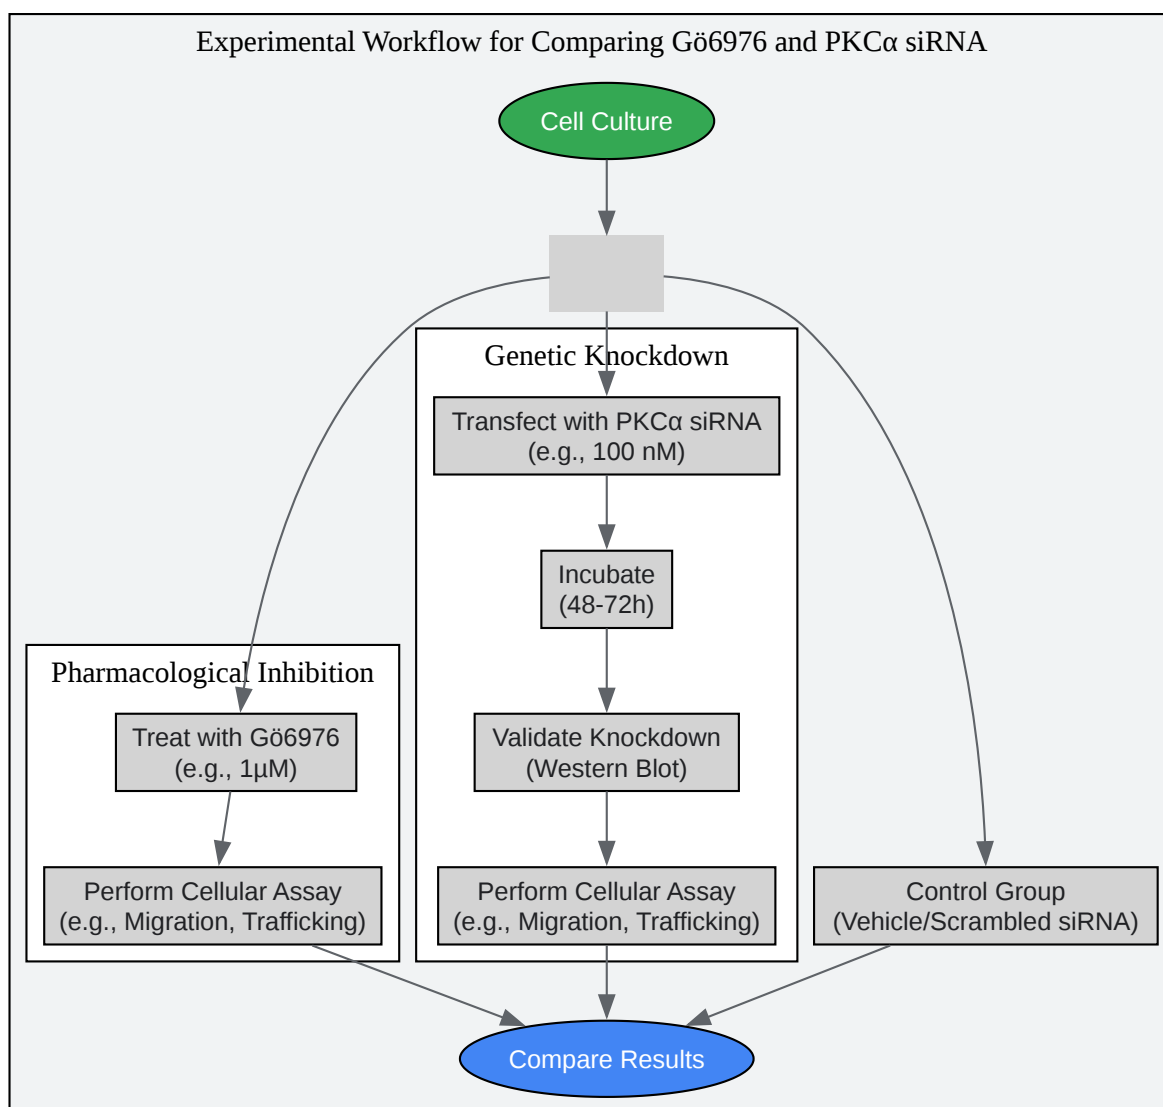 Experimental Workflow for Comparing Gö6976 and PKCα siRNA
Cell Culture
Genetic Knockdown
Transfect with PKCα siRNA
(e.g., 100 nM)
Incubate
(48-72h)
Pharmacological Inhibition
Treat with Gö6976
(e.g., 1µM)
Validate Knockdown
(Western Blot)
Perform Cellular Assay
(e.g., Migration, Trafficking)
Perform Cellular Assay
(e.g., Migration, Trafficking)
Control Group
(Vehicle/Scrambled siRNA)
Compare Results